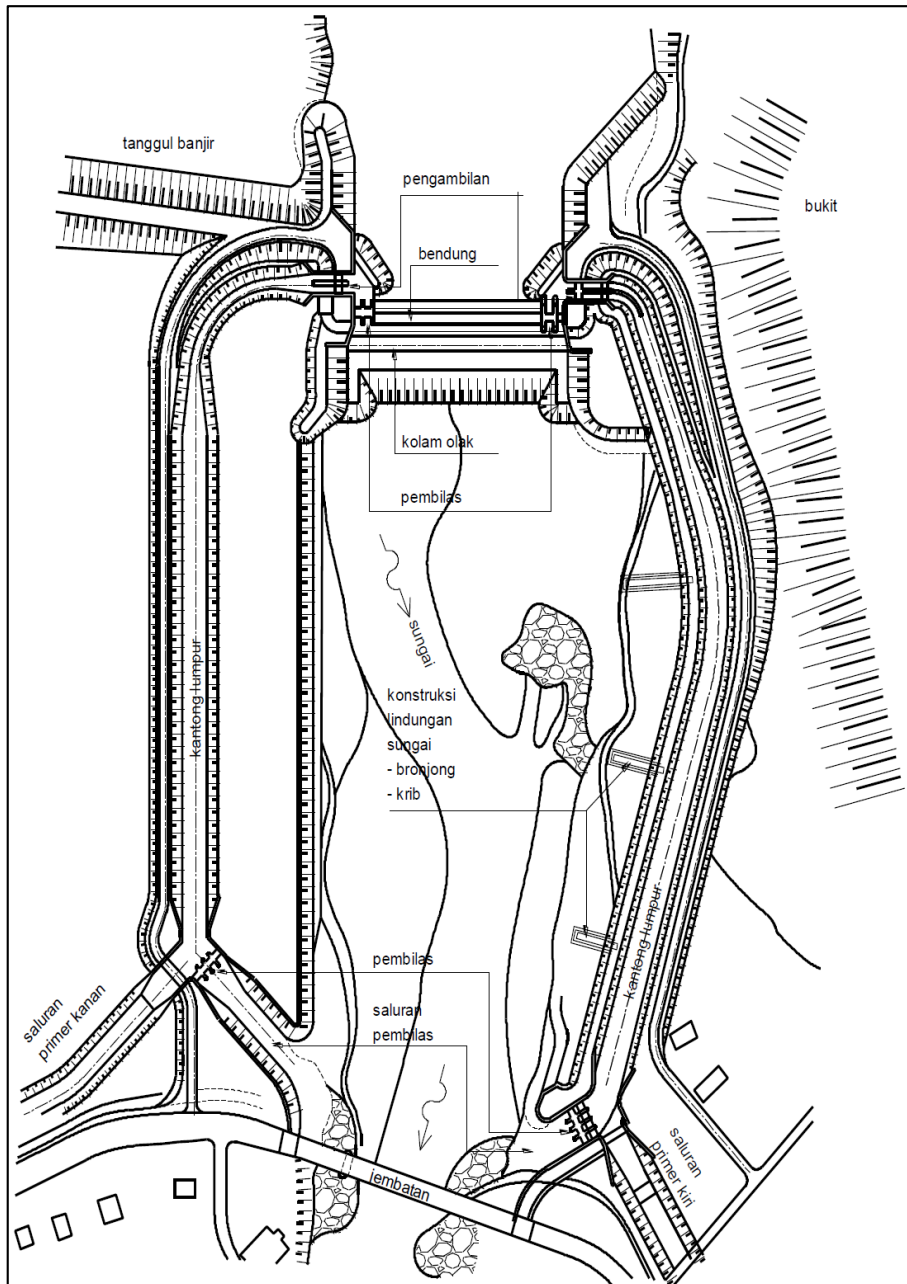 tanggul banjir
pengambilan
bukit
bendung
kolam olak
pembilas
sungai
konstruksi
lindungan
sungai
- bronjong
- krib
kantong lumpur
kantong lumpur
pembilas
saluran
pembilas
saluran
primer kanan
saluran
primer kiri
jembatan